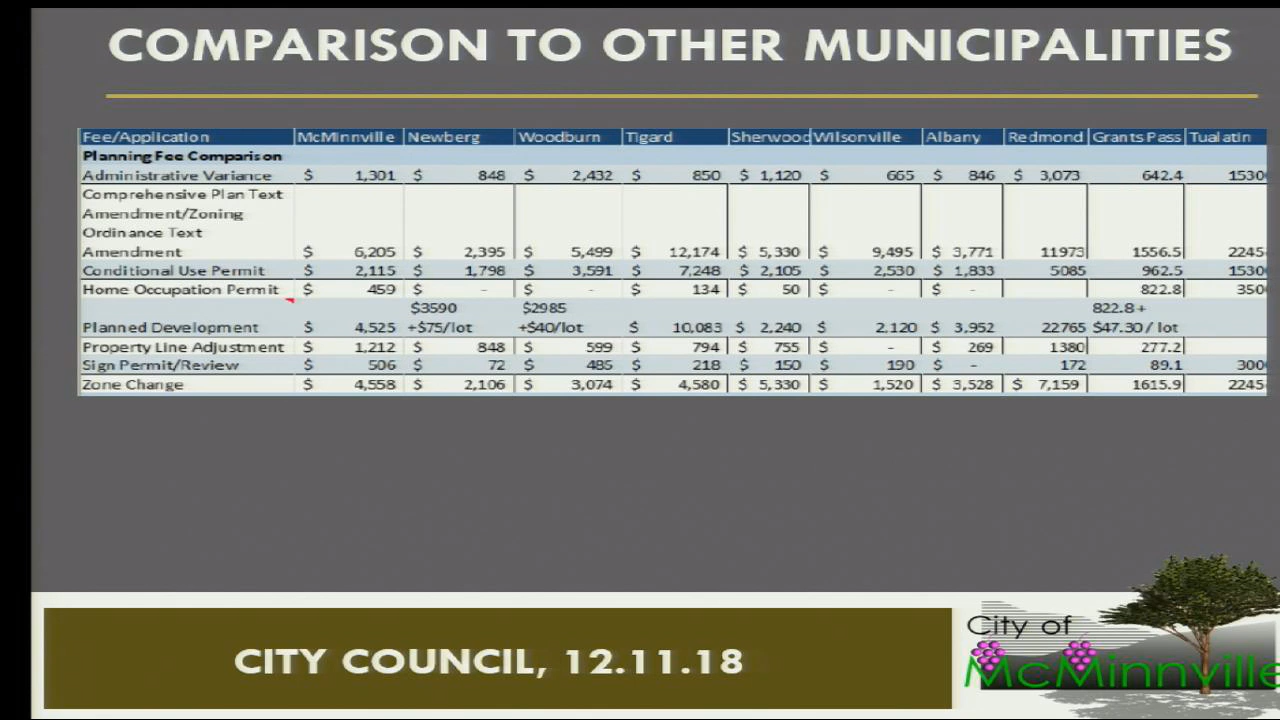 COMPARISON TO OTHER MUNICIPALITIES
Fee/Application McMinnville Newberg Woodburn Tigard Sherwood Wilsonville Albany Redmond Grants Pass Tualatin
Planning Fee Comparison
Administrative Variance $ 1,301 $ 848 $ 2,432 $ 850 $ 1,120 $ 665 $ 846 $ 3,073 642.4 1530
Comprehensive Plan Text
Amendment/Zoning
Ordinance Text
Amendment $ 6,205 $ 2,395 $ 5,499 $ 12,174 $ 5,330 $ 9,495 $ 3,771 11973 1556.5 2245
Conditional Use Permit $ 2,115 $ 1,798 $ 3,591 $ 7,248 $ 2,105 $ 2,530 $ 1,833 5085 962.5 1530
Home Occupation Permit $ 459 $ - $ - $ 134 $ 50 $ - $ - 822.8 350
$3590 $2985 822.8 +
Planned Development $ 4,525 +$75/lot +$40/lot $ 10,083 $ 2,240 $ 2,120 $ 3,952 22765 $47.30 / lot
Property Line Adjustment $ 1,212 $ 848 $ 599 $ 794 $ 755 $ - $ 269 1380 277.2
Sign Permit/Review $ 506 $ 72 $ 485 $ 218 $ 150 $ 190 $ - 172 89.1 300
Zone Change $ 4,558 $ 2,106 $ 3,074 $ 4,580 $ 5,330 $ 1,520 $ 3,528 $ 7,159 1615.9 2245
CITY COUNCIL, 12.11.18
City of
McMinnville